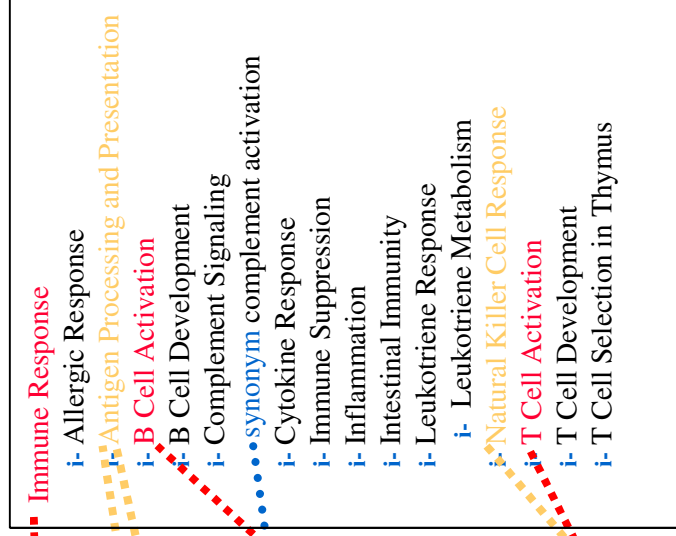 Immune Response
i- Allergic Response
i- Antigen Processing and Presentation
i- B Cell Activation
i- B Cell Development
i- Complement Signaling
synonym complement activation
i- Cytokine Response
i- Immune Suppression
i- Inflammation
i- Intestinal Immunity
i- Leukotriene Response
i- Leukotriene Metabolism
i- Natural Killer Cell Response
i- T Cell Activation
i- T Cell Development
i- T Cell Selection in Thymus